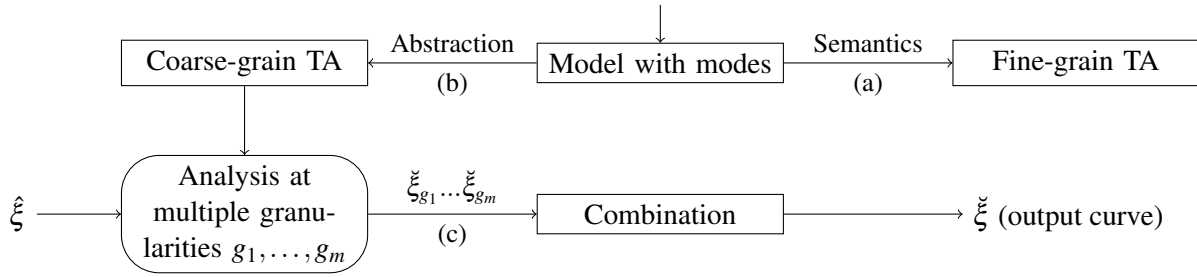 Abstraction
Semantics
Coarse-grain TA
Model with modes
Fine-grain TA
(b)
(a)
Analysis at
multiple granu-
larities g₁,...,gₘ
ξ̂
ξ̆g₁...ξ̆gₘ
(c)
Combination
ξ̆ (output curve)